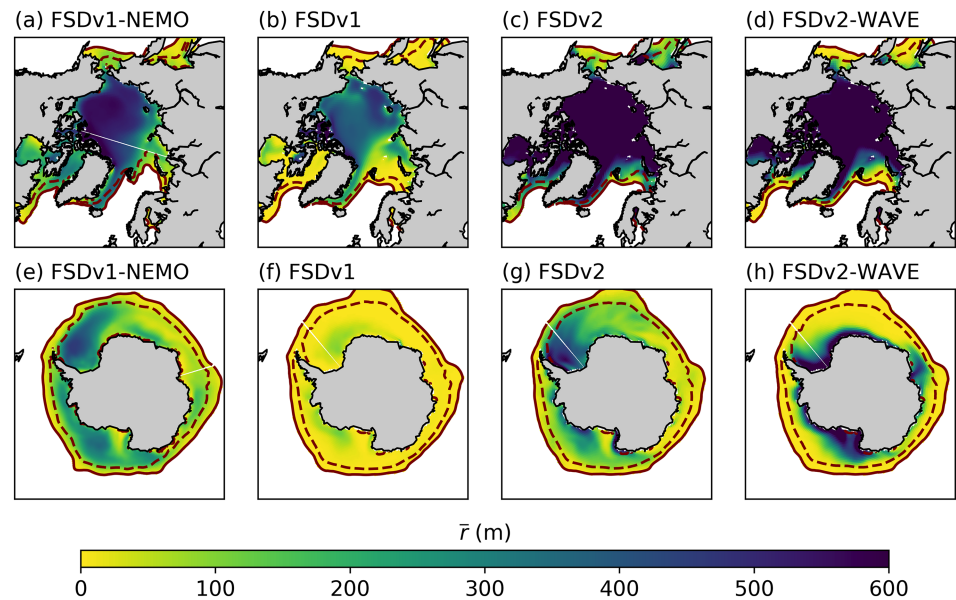 (a) FSDv1-NEMO (b) FSDv1 (c) FSDv2 (d) FSDv2-WAVE
(e) FSDv1-NEMO (f) FSDv1 (g) FSDv2 (h) FSDv2-WAVE
r̅ (m)
0 100 200 300 400 500 600